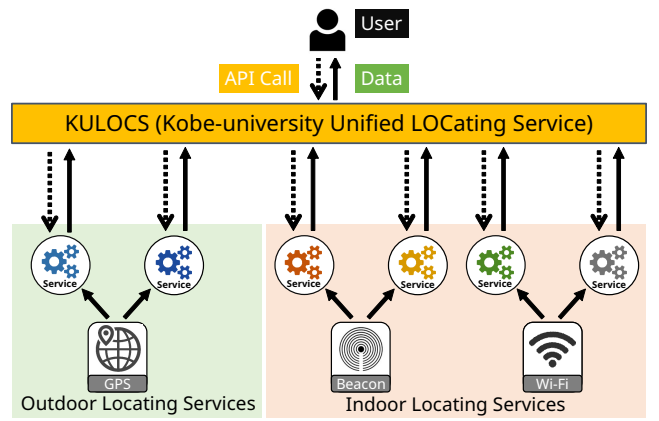 User
API Call
Data
KULOCS (Kobe-university Unified LOCating Service)
Service
Service
Service
Service
Service
Service
GPS
Beacon
Wi-Fi
Outdoor Locating Services
Indoor Locating Services